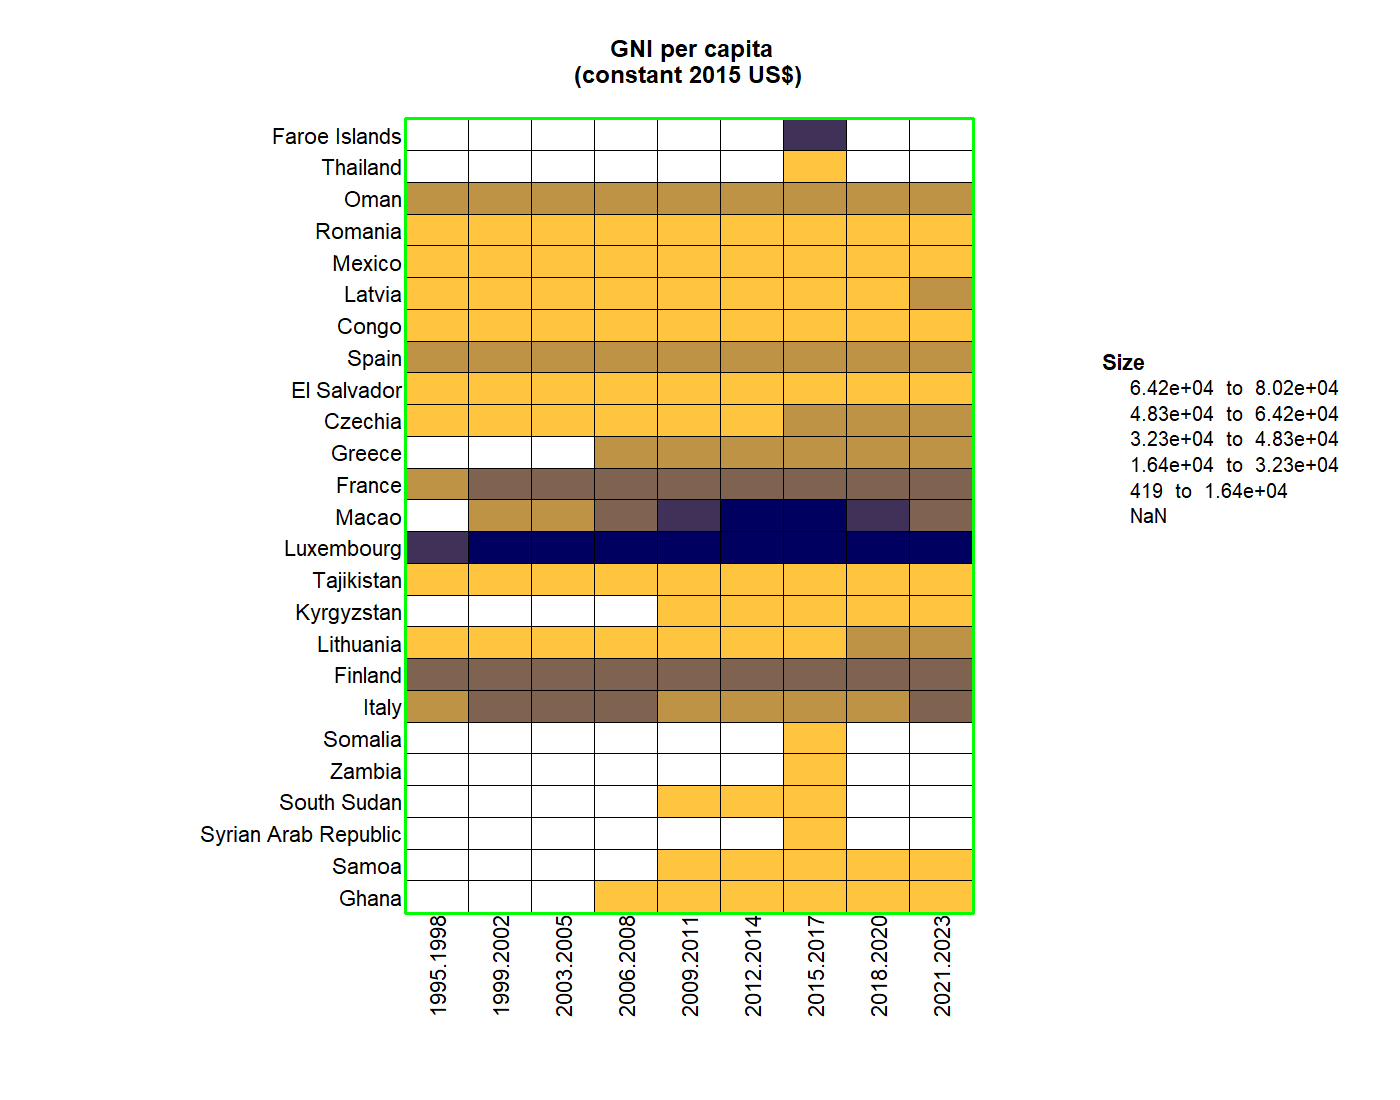 GNI per capita
(constant 2015 US$)
Faroe Islands
Thailand
Oman
Romania
Mexico
Latvia
Congo
Spain
El Salvador
Czechia
Greece
France
Macao
Luxembourg
Tajikistan
Kyrgyzstan
Lithuania
Finland
Italy
Somalia
Zambia
South Sudan
Syrian Arab Republic
Samoa
Ghana
1995.1998
1999.2002
2003.2005
2006.2008
2009.2011
2012.2014
2015.2017
2018.2020
2021.2023
Size
6.42e+04 to 8.02e+04
4.83e+04 to 6.42e+04
3.23e+04 to 4.83e+04
1.64e+04 to 3.23e+04
419 to 1.64e+04
NaN